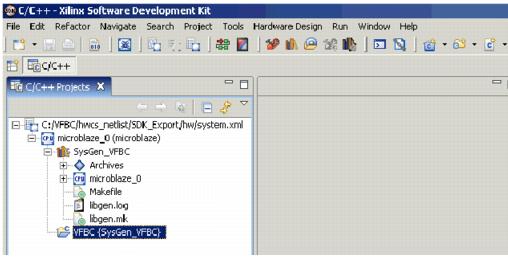 C/C++ - Xilinx Software Development Kit
File Edit Refactor Navigate Search Project Tools Hardware Design Run Window Help
C/C++
C/C++ Projects
C:/VFBC/hwcs_netlist/SDK_Export/hw/system.xml
microblaze_0 (microblaze)
SysGen_VFBC
Archives
microblaze_0
Makefile
libgen.log
libgen.mk
VFBC {SysGen_VFBC}